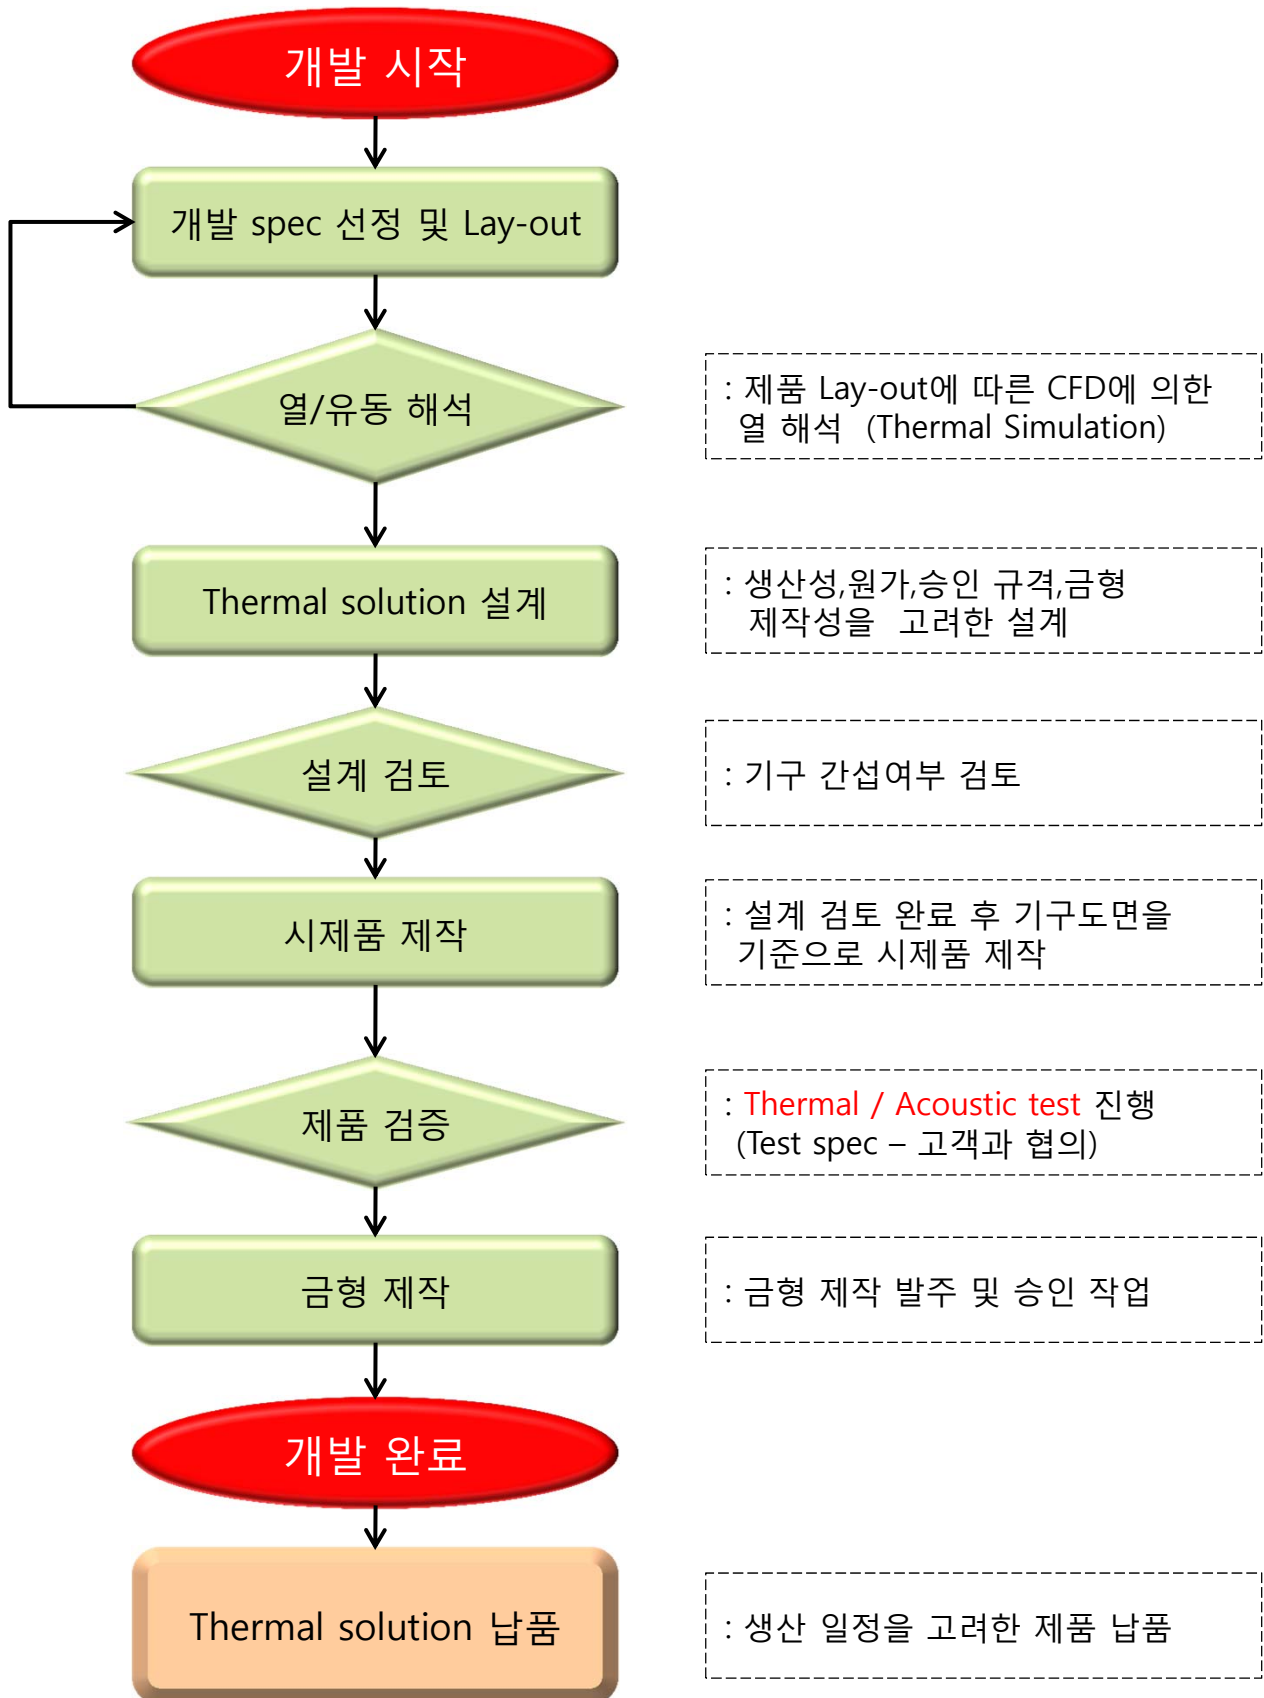 개발 시작
개발 spec 선정 및 Lay-out
열/유동 해석
: 제품 Lay-out에 따른 CFD에 의한
열 해석 (Thermal Simulation)
Thermal solution 설계
: 생산성,원가,승인 규격,금형
제작성을 고려한 설계
설계 검토
: 기구 간섭여부 검토
시제품 제작
: 설계 검토 완료 후 기구도면을
기준으로 시제품 제작
제품 검증
: Thermal / Acoustic test 진행
(Test spec – 고객과 협의)
금형 제작
: 금형 제작 발주 및 승인 작업
개발 완료
Thermal solution 납품
: 생산 일정을 고려한 제품 납품